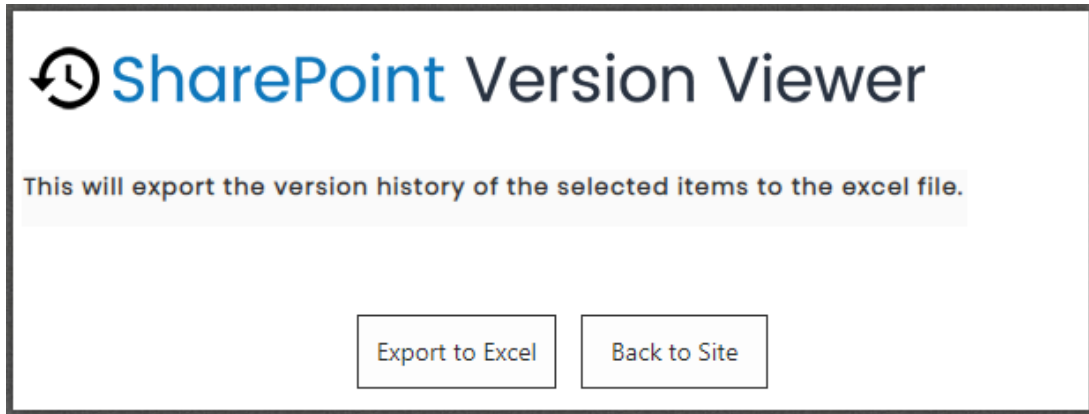 SharePoint Version Viewer
This will export the version history of the selected items to the excel file.
Export to Excel
Back to Site